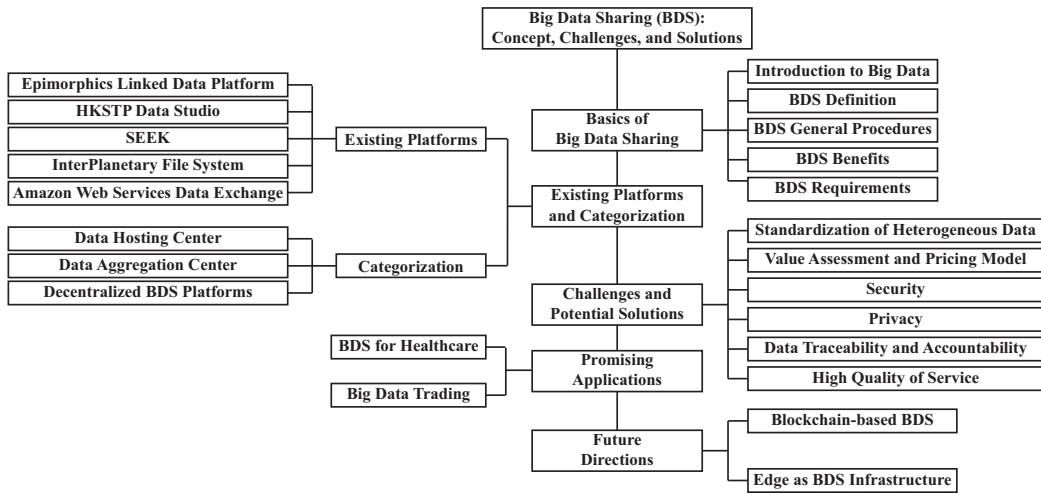 Big Data Sharing (BDS):
Concept, Challenges, and Solutions
Basics of
Big Data Sharing
Introduction to Big Data
BDS Definition
BDS General Procedures
BDS Benefits
BDS Requirements
Existing Platforms
and Categorization
Existing Platforms
Epimorphics Linked Data Platform
HKSTP Data Studio
SEEK
InterPlanetary File System
Amazon Web Services Data Exchange
Categorization
Data Hosting Center
Data Aggregation Center
Decentralized BDS Platforms
Challenges and
Potential Solutions
Standardization of Heterogeneous Data
Value Assessment and Pricing Model
Security
Privacy
Data Traceability and Accountability
High Quality of Service
Promising
Applications
BDS for Healthcare
Big Data Trading
Future
Directions
Blockchain-based BDS
Edge as BDS Infrastructure